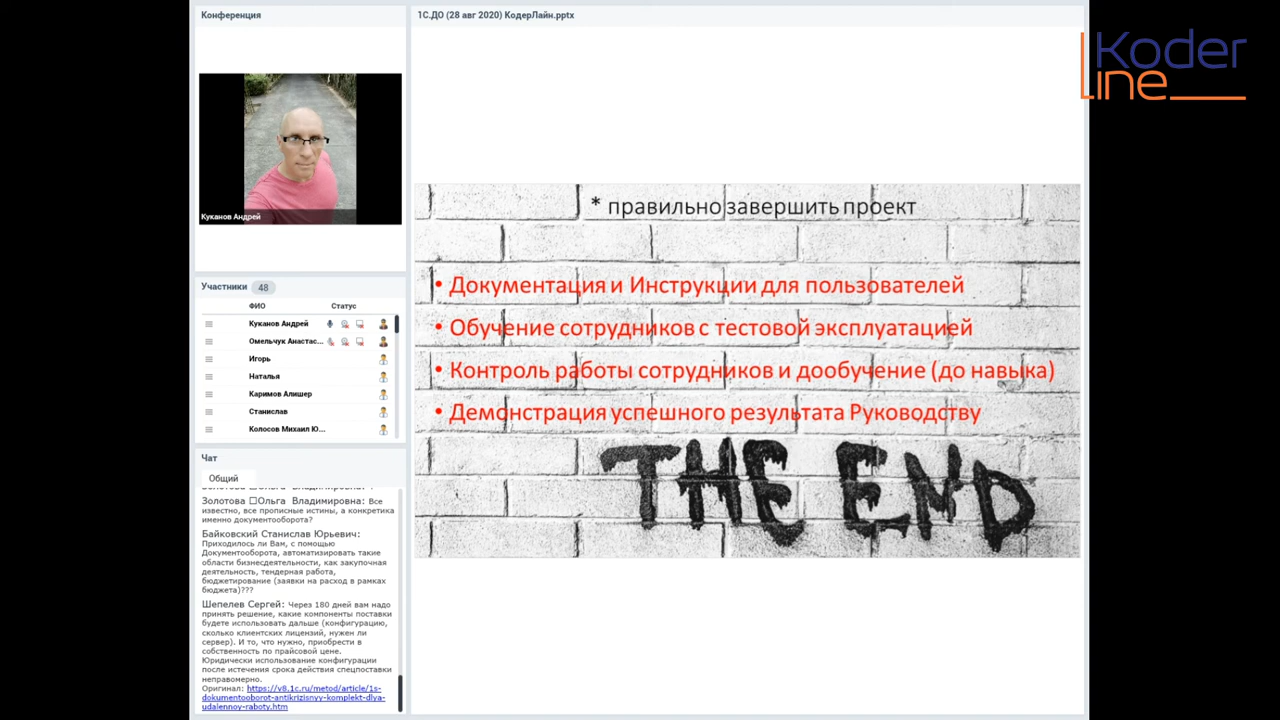 Конференция
Куканов Андрей
Участники 48
ФИО Статус
Куканов Андрей
Омельчук Анастас...
Игорь
Наталья
Каримов Алишер
Станислав
Колосов Михаил Ю...
Чат
Общий
Золотова Ольга Владимировна: Все
известно, все прописные истины, а конкретика
именно документооборота?
Байковский Станислав Юрьевич:
Приходилось ли Вам, с помощью
Документооборота, автоматизировать такие
области бизнесдеятельности, как закупочная
деятельность, тендерная работа,
бюджетирование (заявки на расход в рамках
бюджета)???
Шепелев Сергей: Через 180 дней вам надо
принять решение, какие компоненты поставки
будете использовать дальше (конфигурацию,
сколько клиентских лицензий, нужен ли
сервер). И то, что нужно, приобрести в
собственность по прайсовой цене.
Юридически использование конфигурации
после истечения срока действия спецпоставки
неправомерно.
Оригинал: https://v8.1c.ru/metod/article/1s-
dokumentooborot-antikrizisnyy-komplekt-dlya-
udalennoy-raboty.htm
1С.ДО (28 авг 2020) КодерЛайн.pptx
* правильно завершить проект
• Документация и Инструкции для пользователей
• Обучение сотрудников с тестовой эксплуатацией
• Контроль работы сотрудников и дообучение (до навыка)
• Демонстрация успешного результата Руководству
THE END
Koder
Line